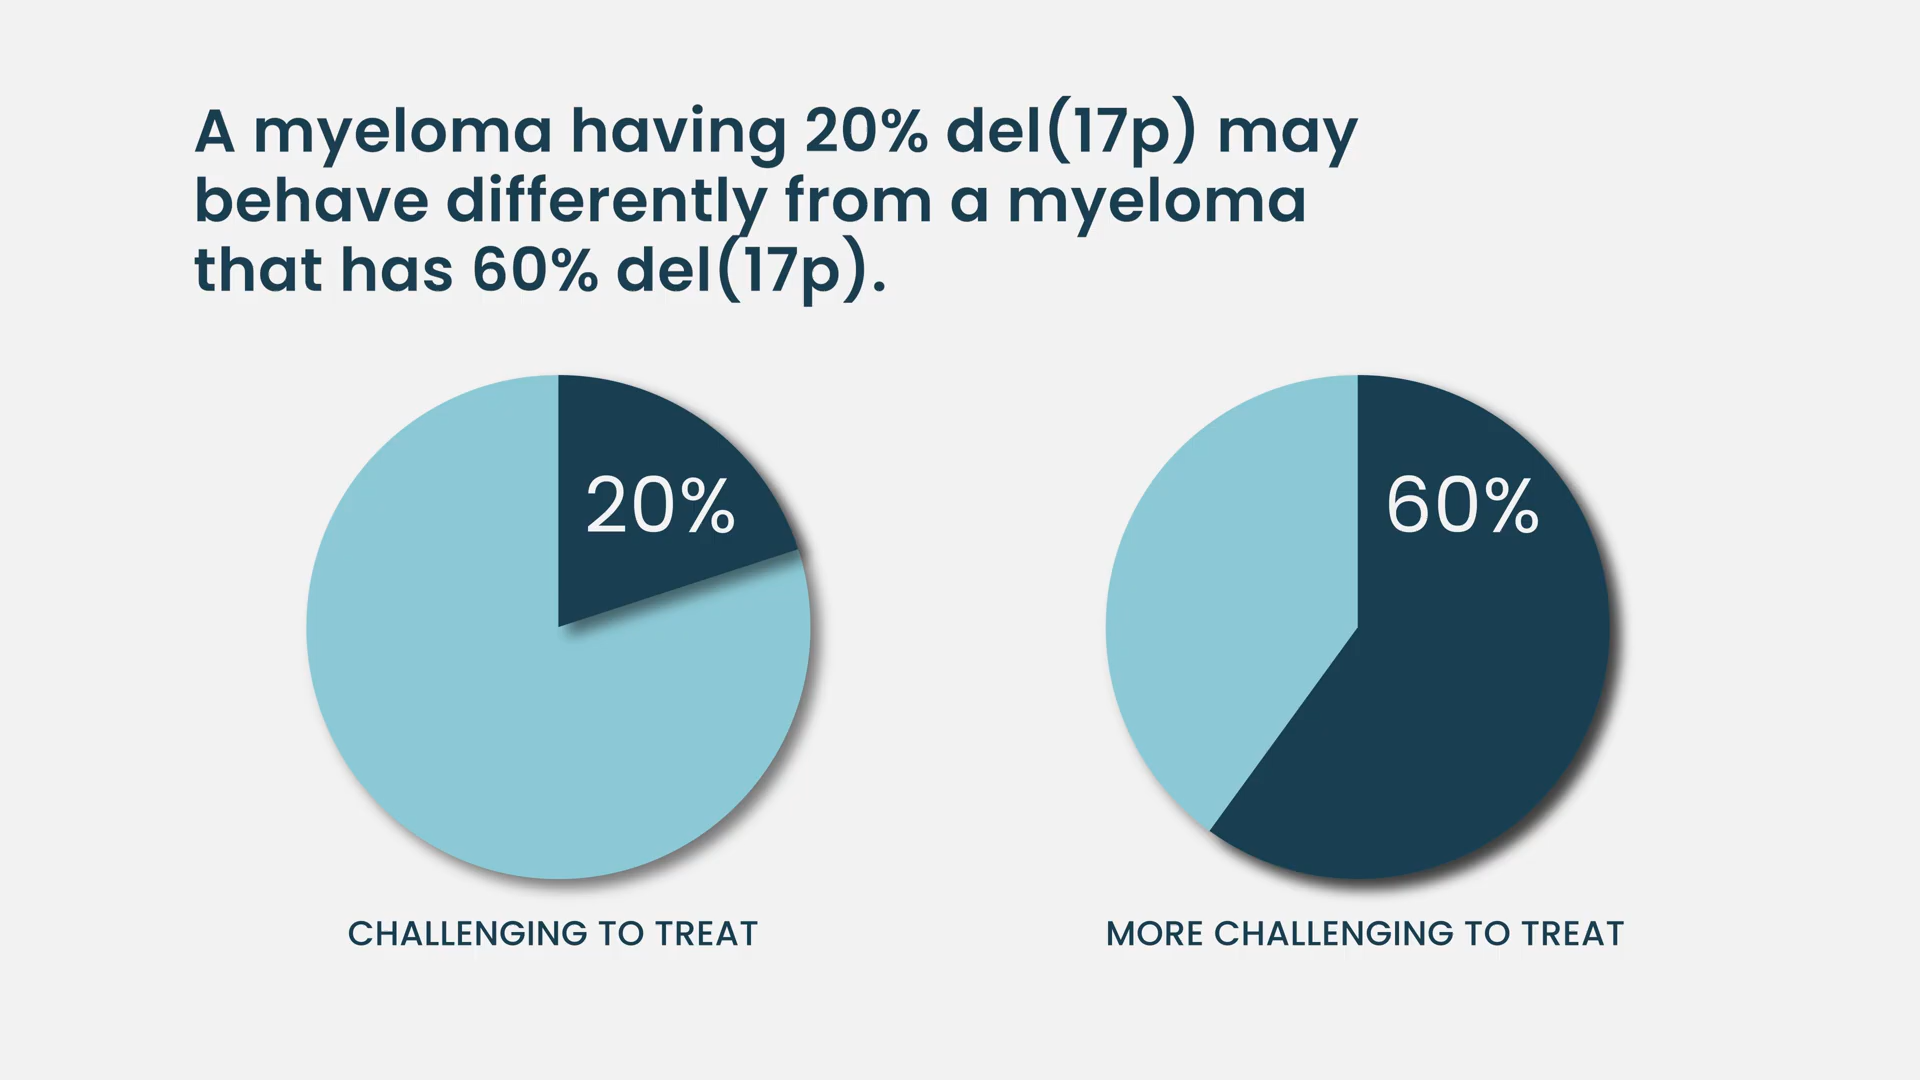 A myeloma having 20% del(17p) may
behave differently from a myeloma
that has 60% del(17p).
20%
60%
CHALLENGING TO TREAT
MORE CHALLENGING TO TREAT